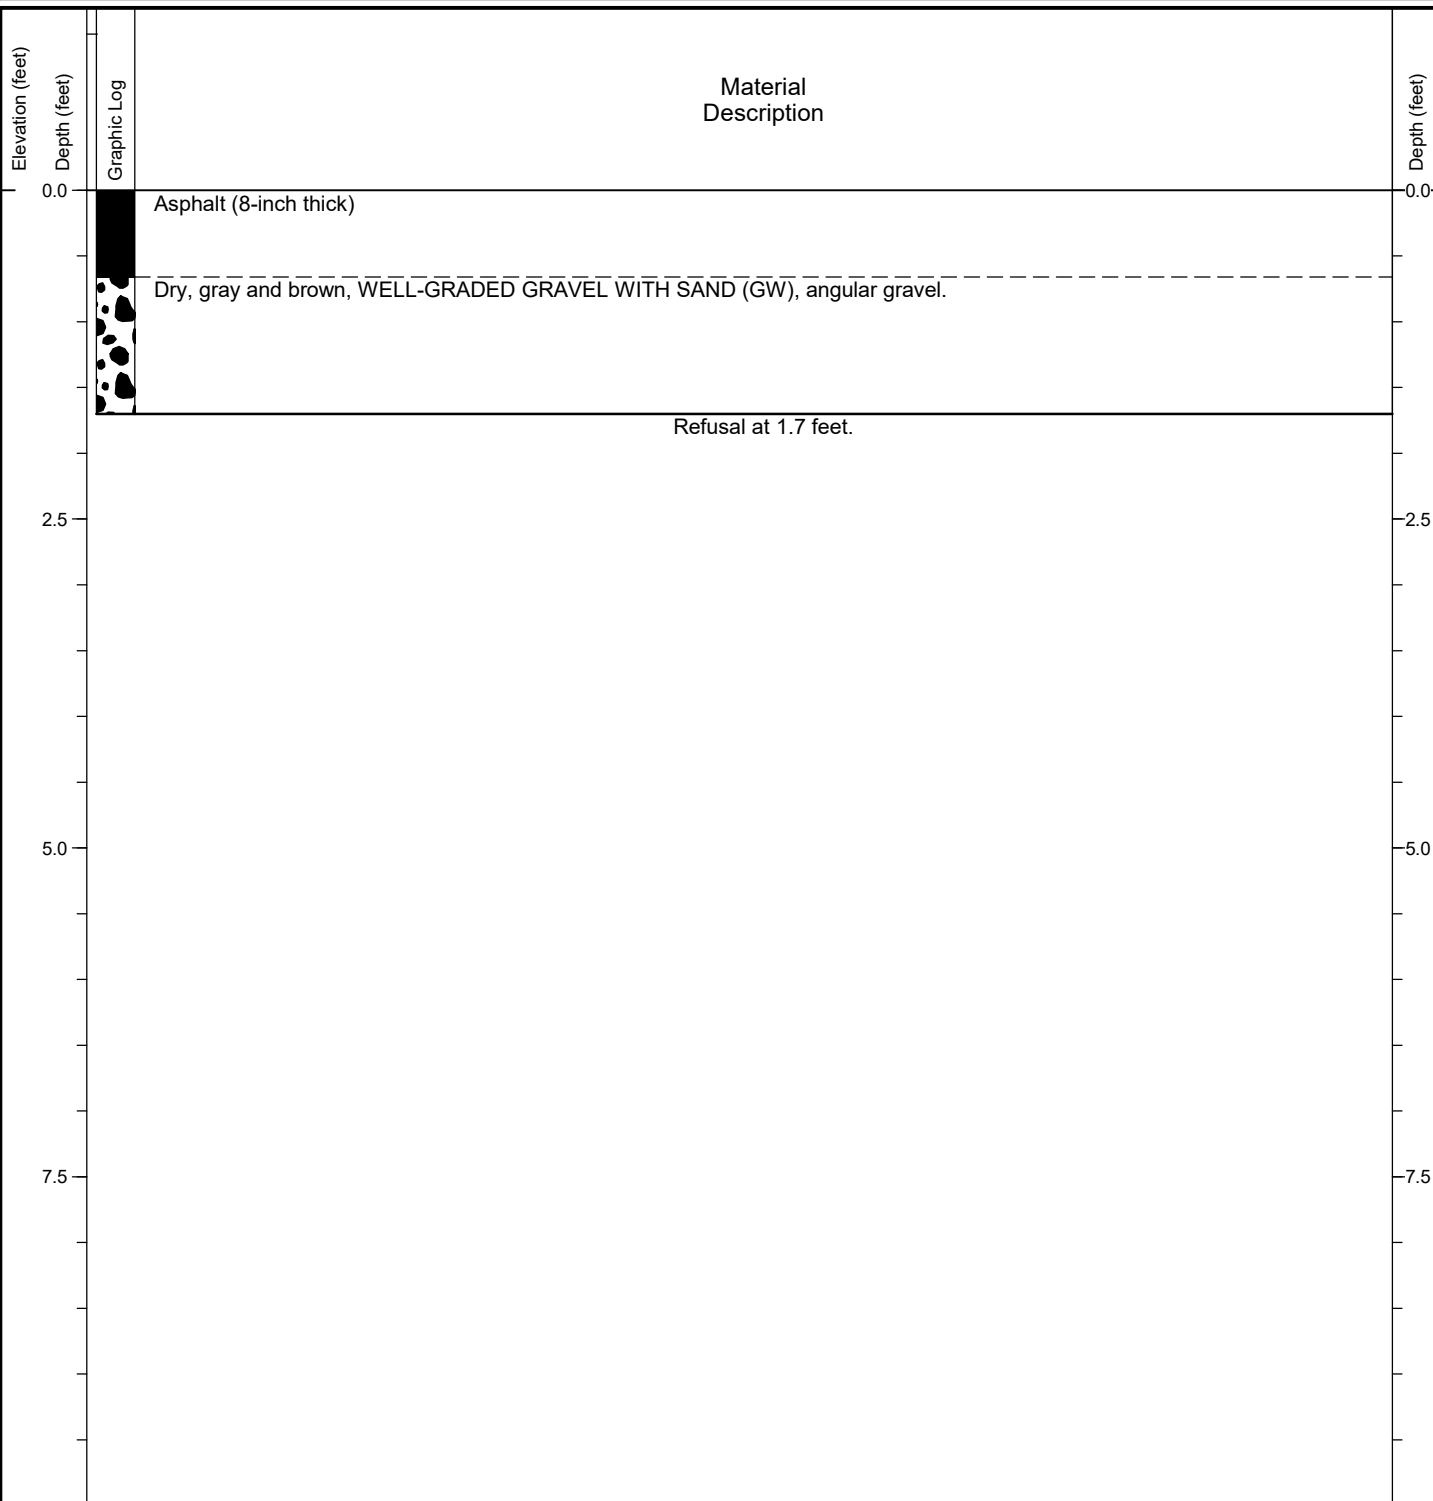 Elevation (feet)
Depth (feet)
Graphic Log
Material
Description
Depth (feet)
0.0
Asphalt (8-inch thick)
0.0
Dry, gray and brown, WELL-GRADED GRAVEL WITH SAND (GW), angular gravel.
Refusal at 1.7 feet.
2.5
2.5
5.0
5.0
7.5
7.5